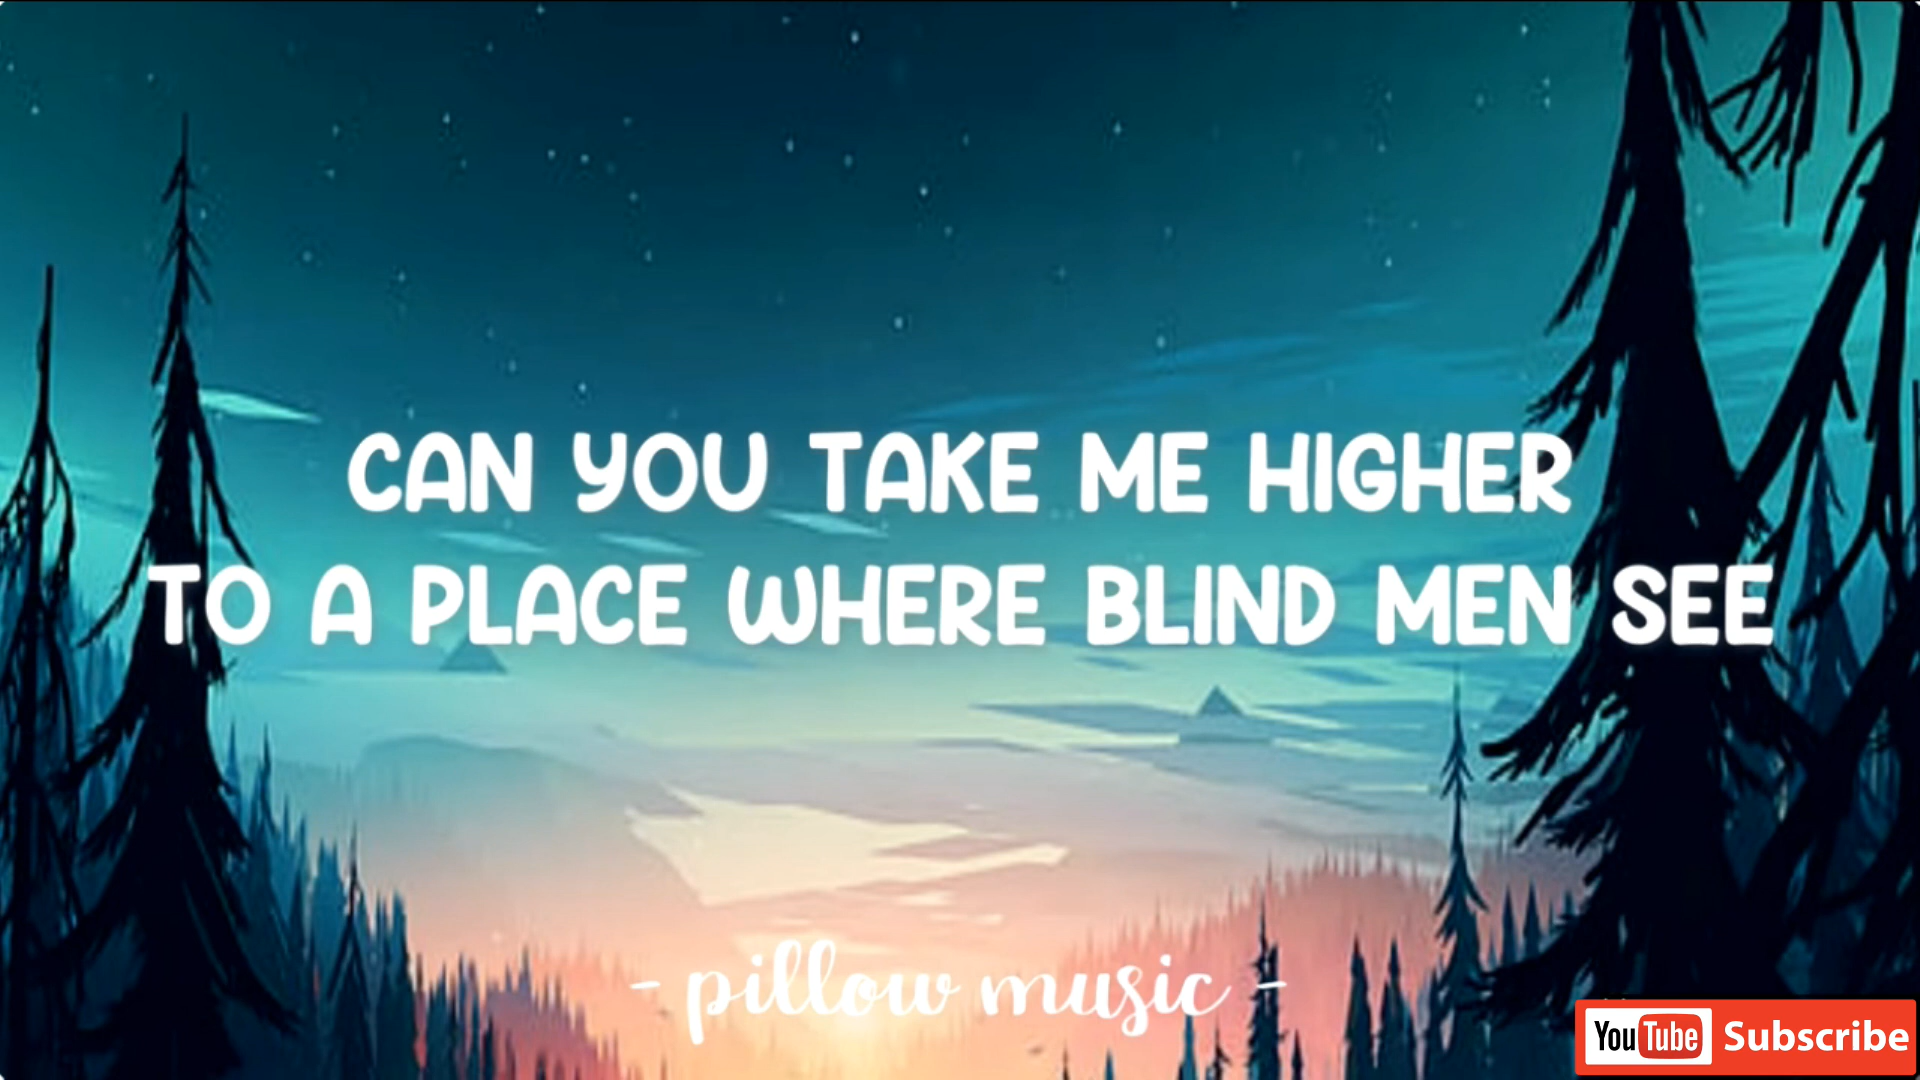 CAN YOU TAKE ME HIGHER
TO A PLACE WHERE BLIND MEN SEE
- pillow music -
YouTube Subscribe